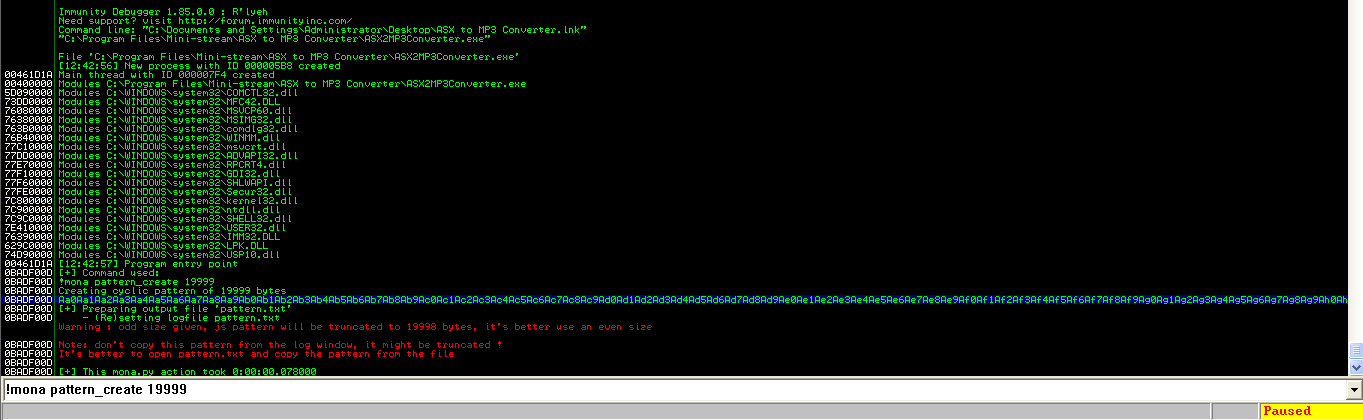 Immunity Debugger 1.85.0.0 : R'lyeh
Need support? visit http://forum.immunityinc.com/
Command line: "C:\Documents and Settings\Administrator\Desktop\ASX to MP3 Converter.lnk"
"C:\Program Files\Mini-stream\ASX to MP3 Converter\ASX2MP3Converter.exe"
File 'C:\Program Files\Mini-stream\ASX to MP3 Converter\ASX2MP3Converter.exe'
[12:42:56] New process with ID 000005B8 created
00461D1A Main thread with ID 000007F4 created
00400000 Modules C:\Program Files\Mini-stream\ASX to MP3 Converter\ASX2MP3Converter.exe
5D090000 Modules C:\WINDOWS\system32\COMCTL32.dll
73DD0000 Modules C:\WINDOWS\system32\MFC42.DLL
76080000 Modules C:\WINDOWS\system32\MSVCP60.dll
76380000 Modules C:\WINDOWS\system32\MSIMG32.dll
763B0000 Modules C:\WINDOWS\system32\comdlg32.dll
76B40000 Modules C:\WINDOWS\system32\WINMM.dll
77C10000 Modules C:\WINDOWS\system32\msvcrt.dll
77DD0000 Modules C:\WINDOWS\system32\ADVAPI32.dll
77E70000 Modules C:\WINDOWS\system32\RPCRT4.dll
77F10000 Modules C:\WINDOWS\system32\GDI32.dll
77F60000 Modules C:\WINDOWS\system32\SHLWAPI.dll
77FE0000 Modules C:\WINDOWS\system32\Secur32.dll
7C800000 Modules C:\WINDOWS\system32\kernel32.dll
7C900000 Modules C:\WINDOWS\system32\ntdll.dll
7C9C0000 Modules C:\WINDOWS\system32\SHELL32.dll
7E410000 Modules C:\WINDOWS\system32\USER32.dll
76390000 Modules C:\WINDOWS\system32\IMM32.DLL
629C0000 Modules C:\WINDOWS\system32\LPK.DLL
74D90000 Modules C:\WINDOWS\system32\USP10.dll
00461D1A [12:42:57] Program entry point
0BADF00D [+] Command used:
0BADF00D !mona pattern_create 19999
0BADF00D Creating cyclic pattern of 19999 bytes
0BADF00D Aa0Aa1Aa2Aa3Aa4Aa5Aa6Aa7Aa8Aa9Ab0Ab1Ab2Ab3Ab4Ab5Ab6Ab7Ab8Ab9Ac0Ac1Ac2Ac3Ac4Ac5Ac6Ac7Ac8Ac9Ad0Ad1Ad2Ad3Ad4Ad5Ad6Ad7Ad8Ad9Ae0Ae1Ae2Ae3Ae4Ae5Ae6Ae7Ae8Ae9Af0Af1Af2Af3Af4Af5Af6Af7Af8Af9Ag0Ag1Ag2Ag3Ag4Ag5Ag6Ag7Ag8Ag9Ah0Ah
0BADF00D [+] Preparing output file 'pattern.txt'
0BADF00D - (Re)setting logfile pattern.txt
Warning : odd size given, js pattern will be truncated to 19998 bytes, it's better use an even size
0BADF00D Note: don't copy this pattern from the log window, it might be truncated !
0BADF00D It's better to open pattern.txt and copy the pattern from the file
0BADF00D
0BADF00D [+] This mona.py action took 0:00:00.078000
!mona pattern_create 19999
Paused